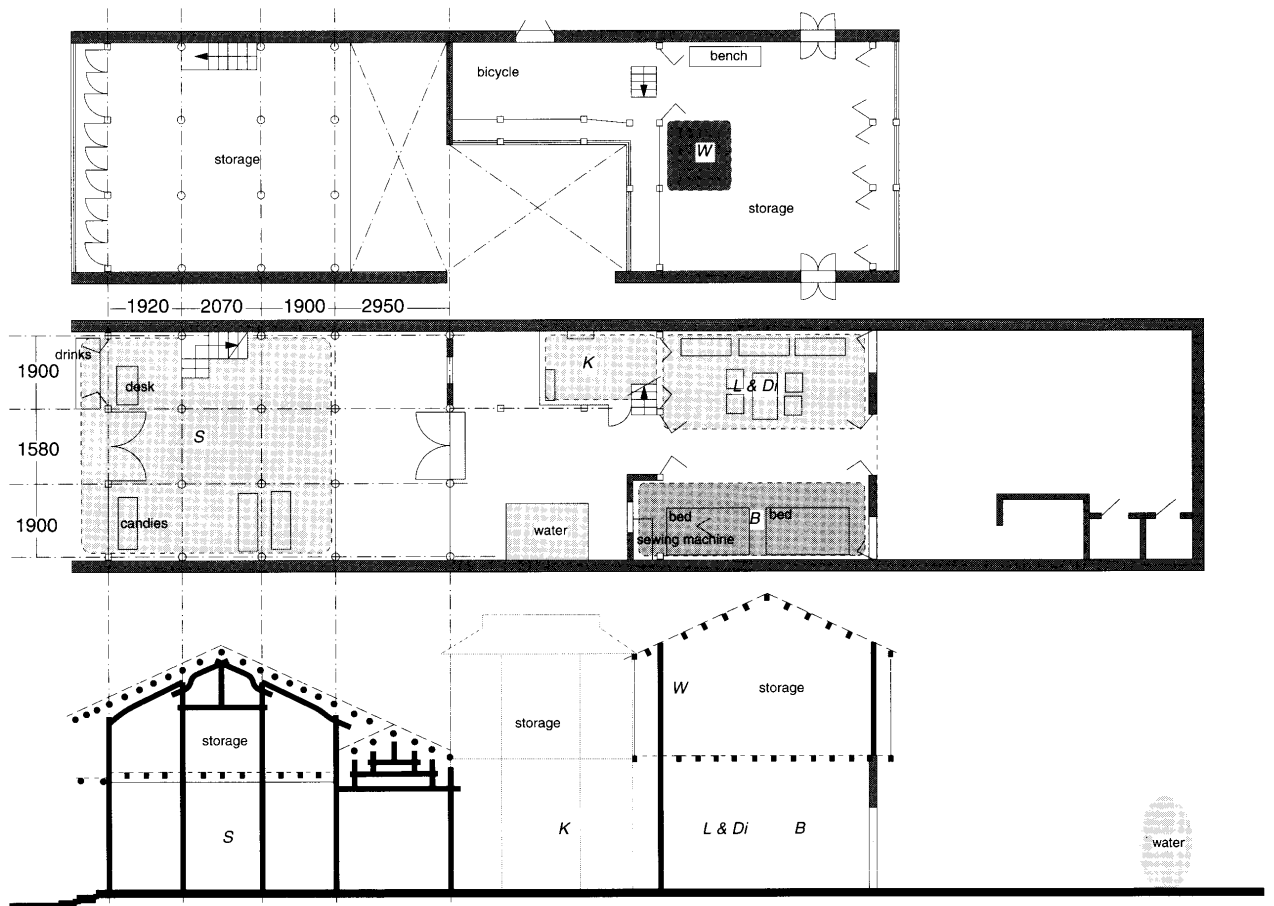 bench
bicycle
W
storage
storage
1920 2070 1900 2950
drinks
1900
desk
K
L & Di
S
1580
1900
candies
water
bed
B
bed
sewing machine
W
storage
storage
storage
S
K
L & Di
B
water